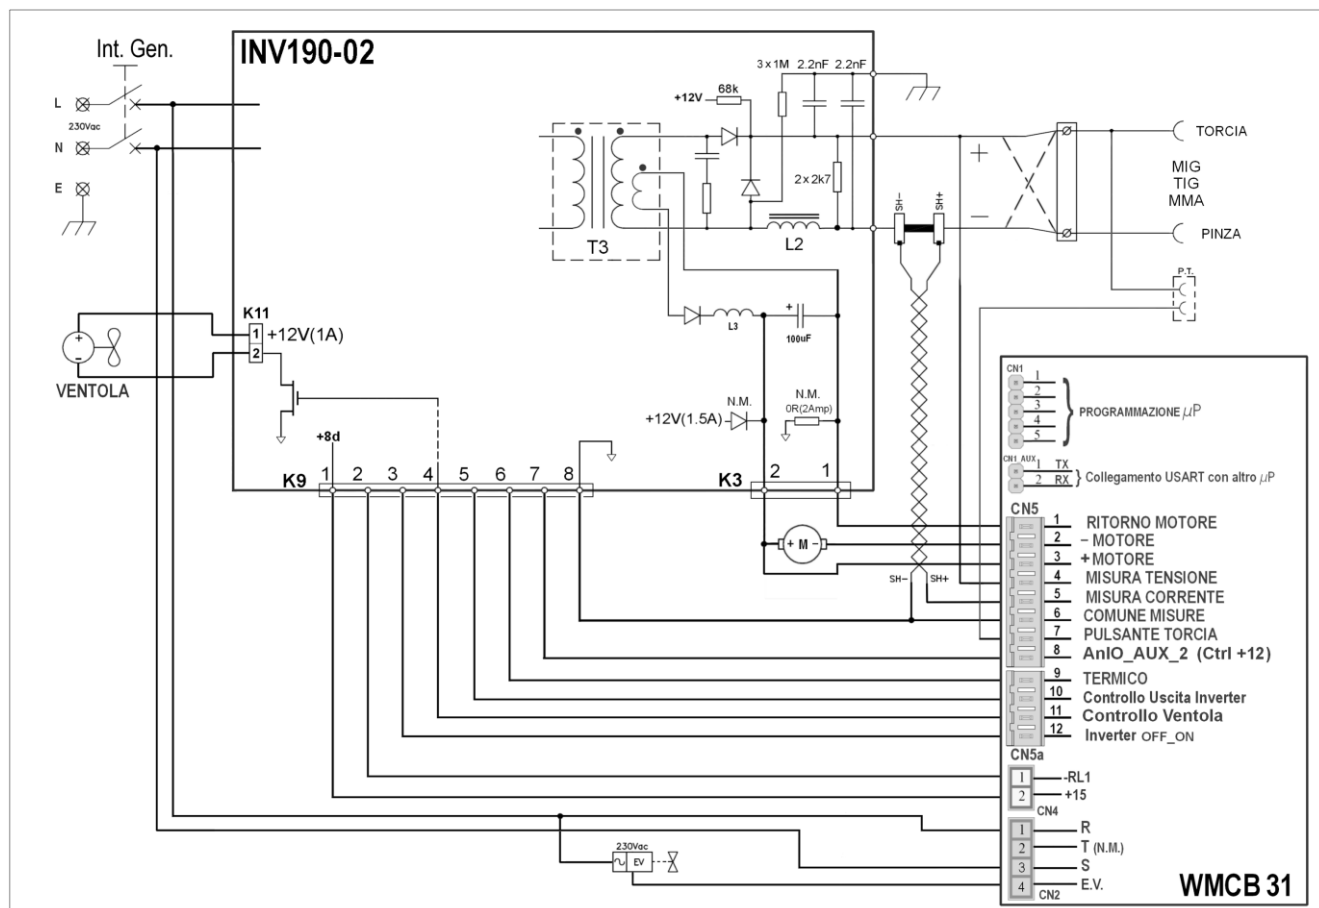 Int. Gen.
INV190-02
L
230Vac
N
E
3 x 1M 2.2nF 2.2nF
+12V 68k
2 x 2k7
T3
L2
SH-
SH+
+
−
TORCIA
MIG
TIG
MMA
PINZA
P.T.
K11
1 +12V(1A)
2
+
−
VENTOLA
L3
+
100uF
N.M.
+12V(1.5A)
N.M.
0R(2Amp)
+8d
1 2 3 4 5 6 7 8
K9
K3
2 1
+ M −
SH− SH+
CN1
1
2
3
4
5
PROGRAMMAZIONE µP
CN1_AUX
1 TX
2 RX
Collegamento USART con altro µP
CN5
1 RITORNO MOTORE
2 − MOTORE
3 + MOTORE
4 MISURA TENSIONE
5 MISURA CORRENTE
6 COMUNE MISURE
7 PULSANTE TORCIA
8 AnIO_AUX_2 (Ctrl +12)
9 TERMICO
10 Controllo Uscita Inverter
11 Controllo Ventola
12 Inverter OFF_ON
CN5a
1 -RL1
2 +15
CN4
1 R
2 T (N.M.)
3 S
4 E.V.
CN2
230Vac
EV
WMCB 31